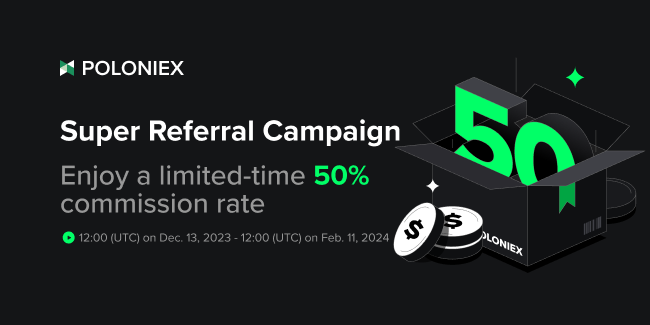 POLONIEX
Super Referral Campaign
Enjoy a limited-time 50%
commission rate
12:00 (UTC) on Dec. 13, 2023 - 12:00 (UTC) on Feb. 11, 2024
50
$ $
OLONIEX